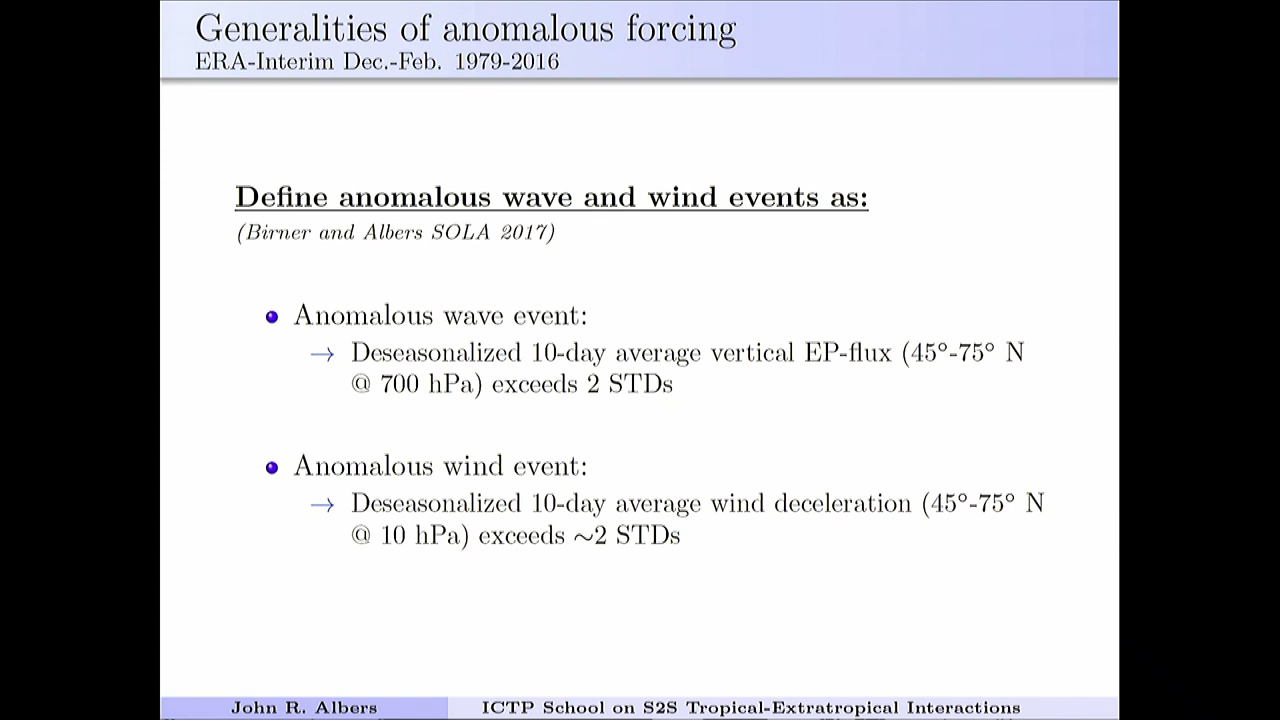 Generalities of anomalous forcing
ERA-Interim Dec.-Feb. 1979-2016
Define anomalous wave and wind events as:
(Birner and Albers SOLA 2017)
Anomalous wave event:
→ Deseasonalized 10-day average vertical EP-flux (45°-75° N
@ 700 hPa) exceeds 2 STDs
Anomalous wind event:
→ Deseasonalized 10-day average wind deceleration (45°-75° N
@ 10 hPa) exceeds ~2 STDs
John R. Albers ICTP School on S2S Tropical-Extratropical Interactions